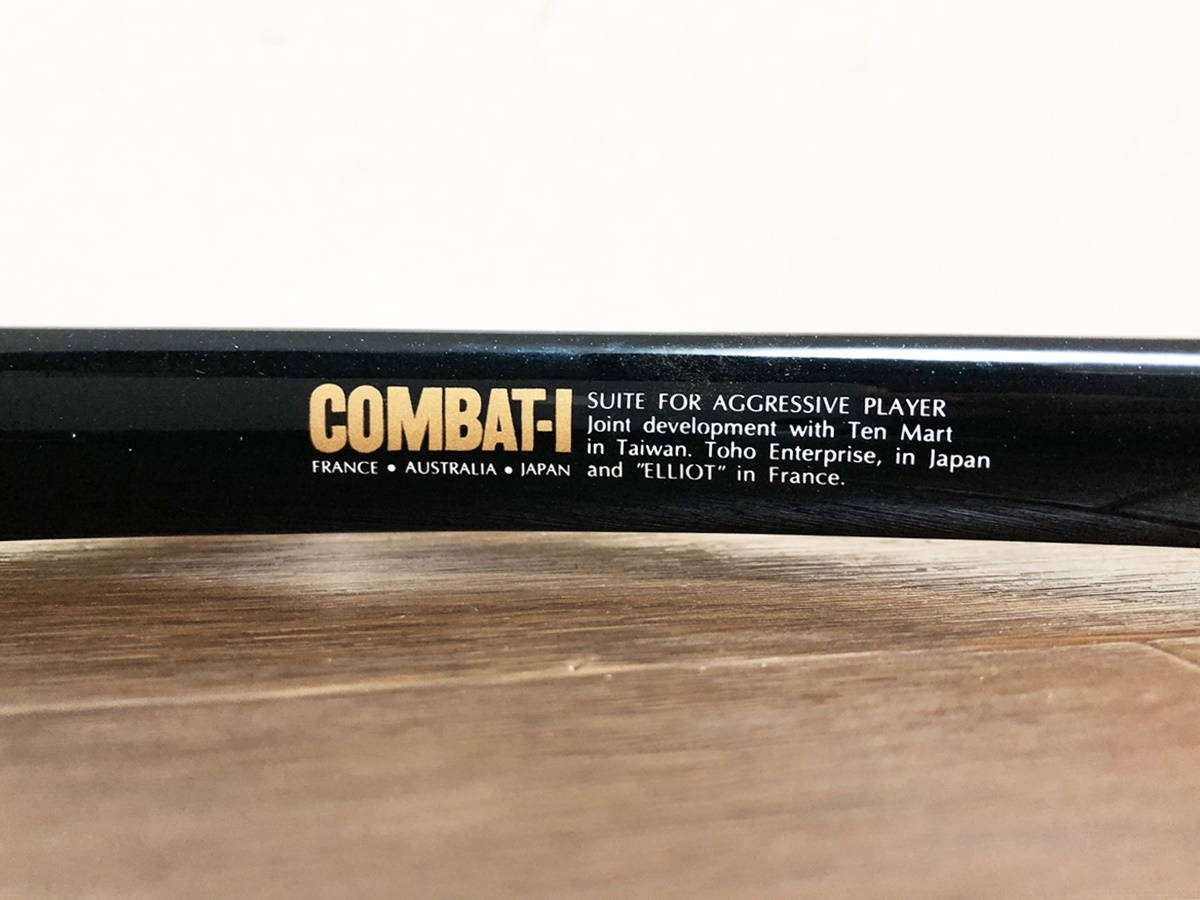 COMBAT-I
FRANCE • AUSTRALIA • JAPAN
SUITE FOR AGGRESSIVE PLAYER
Joint development with Ten Mart
in Taiwan. Toho Enterprise, in Japan
and "ELLIOT" in France.